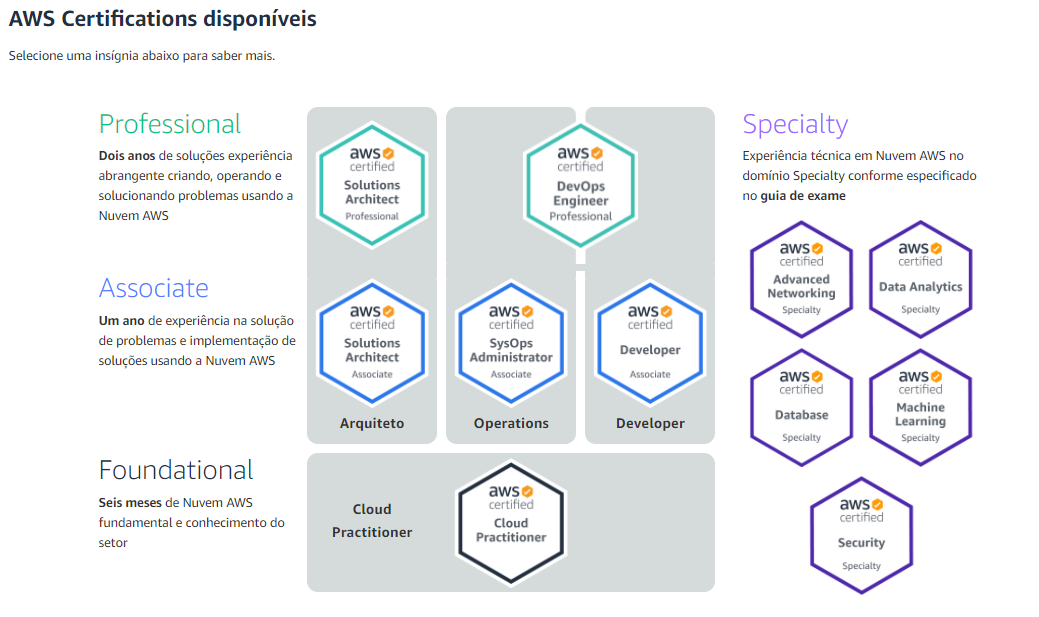 AWS Certifications disponíveis
Selecione uma insígnia abaixo para saber mais.
Professional
Dois anos de soluções experiência
abrangente criando, operando e
solucionando problemas usando a
Nuvem AWS
aws
certified
Solutions
Architect
Professional
aws
certified
DevOps
Engineer
Professional
Associate
Um ano de experiência na solução
de problemas e implementação de
soluções usando a Nuvem AWS
aws
certified
Solutions
Architect
Associate
aws
certified
SysOps
Administrator
Associate
aws
certified
Developer
Associate
Arquiteto
Operations
Developer
Foundational
Seis meses de Nuvem AWS
fundamental e conhecimento do
setor
Cloud
Practitioner
aws
certified
Cloud
Practitioner
Specialty
Experiência técnica em Nuvem AWS no
domínio Specialty conforme especificado
no guia de exame
aws
certified
Advanced
Networking
Specialty
aws
certified
Data Analytics
Specialty
aws
certified
Database
Specialty
aws
certified
Machine
Learning
Specialty
aws
certified
Security
Specialty